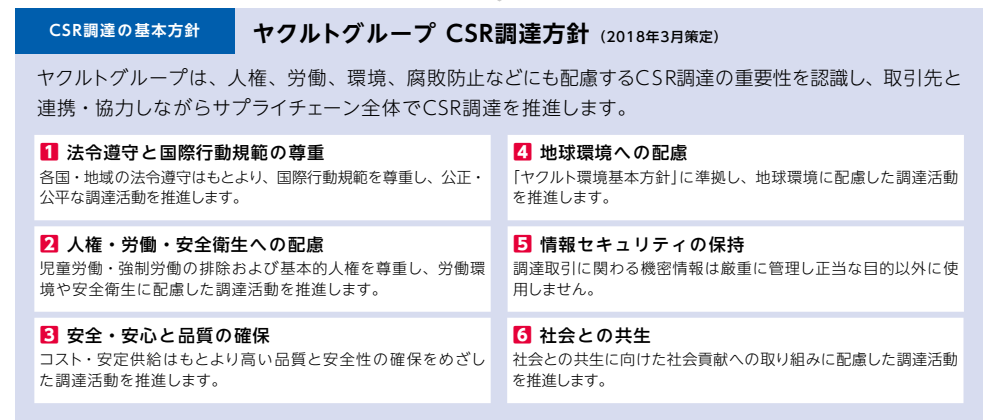 CSR調達の基本方針
ヤクルトグループ CSR調達方針（2018年3月策定）
ヤクルトグループは、人権、労働、環境、腐敗防止などにも配慮するCSR調達の重要性を認識し、取引先と
連携・協力しながらサプライチェーン全体でCSR調達を推進します。
1 法令遵守と国際行動規範の尊重
各国・地域の法令遵守はもとより、国際行動規範を尊重し、公正・
公平な調達活動を推進します。
2 人権・労働・安全衛生への配慮
児童労働・強制労働の排除および基本的人権を尊重し、労働環
境や安全衛生に配慮した調達活動を推進します。
3 安全・安心と品質の確保
コスト・安定供給はもとより高い品質と安全性の確保をめざし
た調達活動を推進します。
4 地球環境への配慮
「ヤクルト環境基本方針」に準拠し、地球環境に配慮した調達活動
を推進します。
5 情報セキュリティの保持
調達取引に関わる機密情報は厳重に管理し正当な目的以外に使
用しません。
6 社会との共生
社会との共生に向けた社会貢献への取り組みに配慮した調達活動
を推進します。